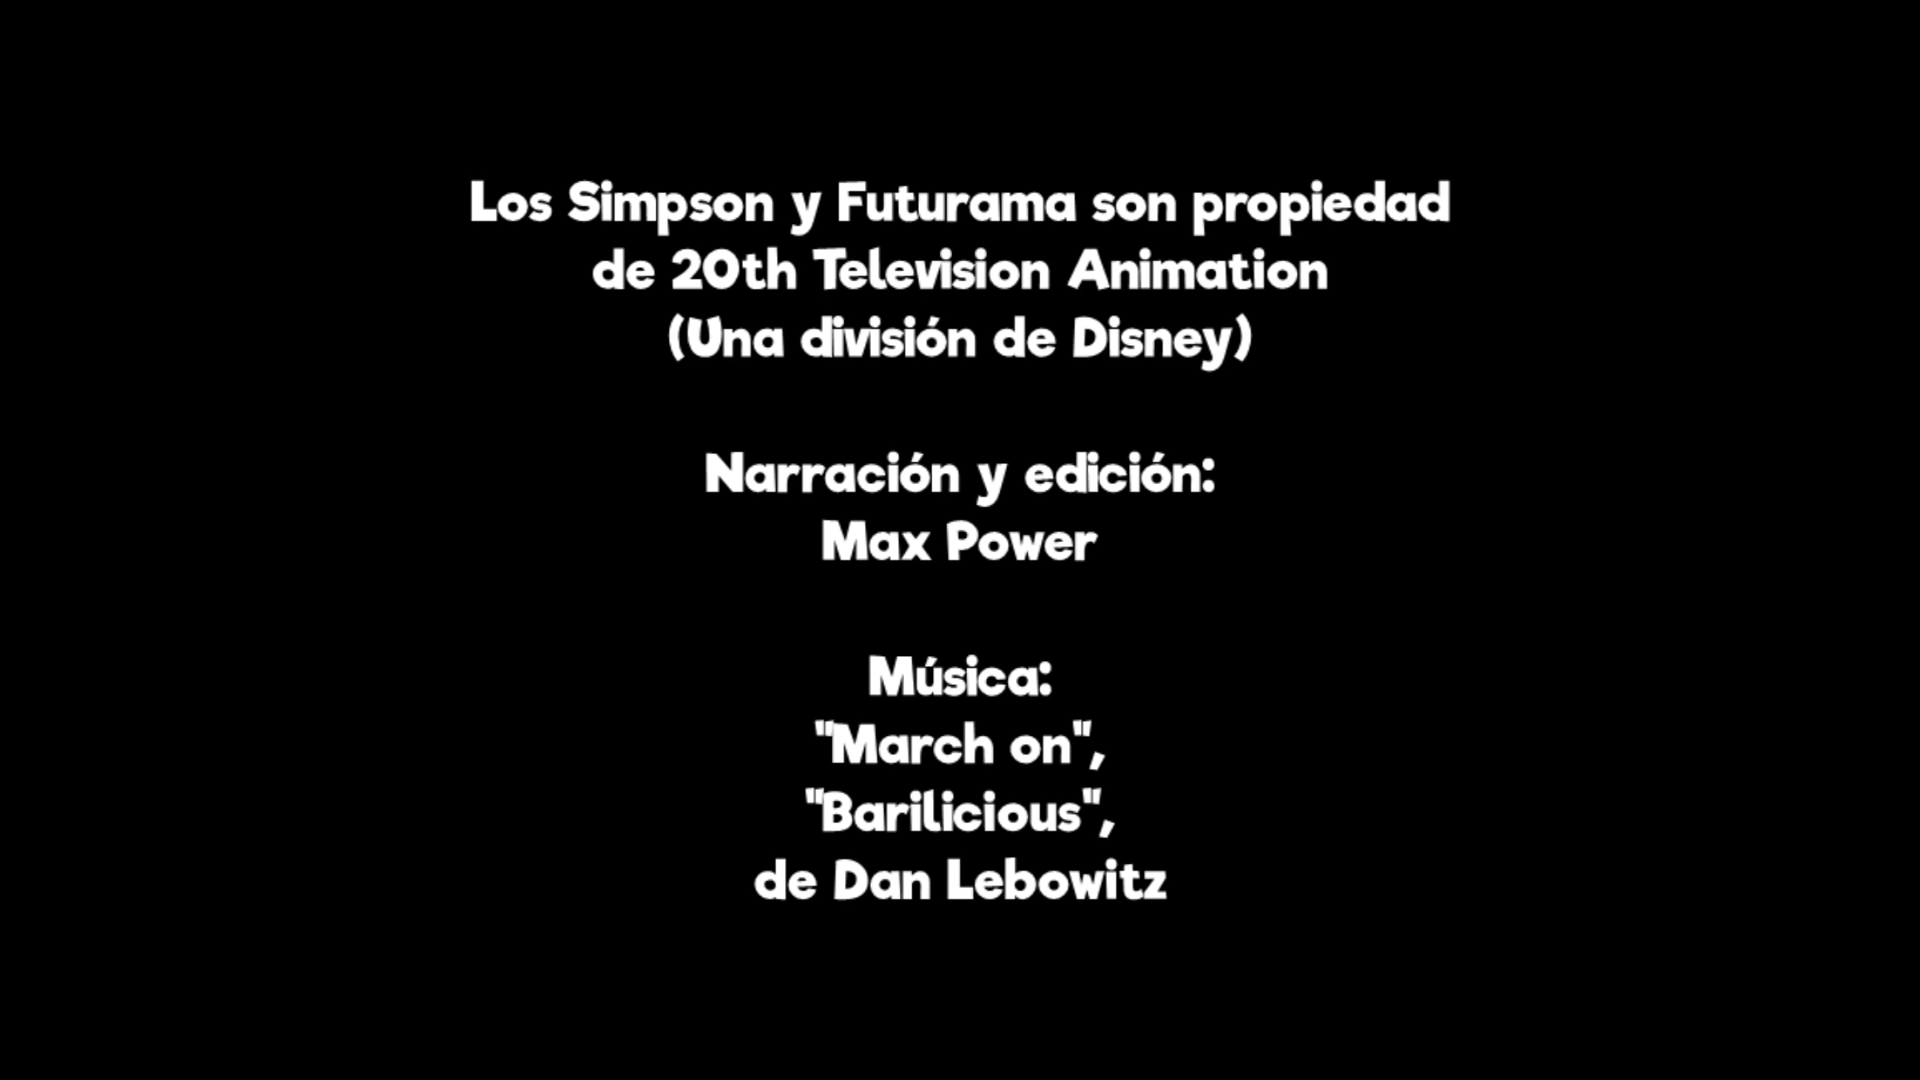 Los Simpson y Futurama son propiedad
de 20th Television Animation
(Una división de Disney)
Narración y edición:
Max Power
Música:
"March on",
"Barilicious",
de Dan Lebowitz